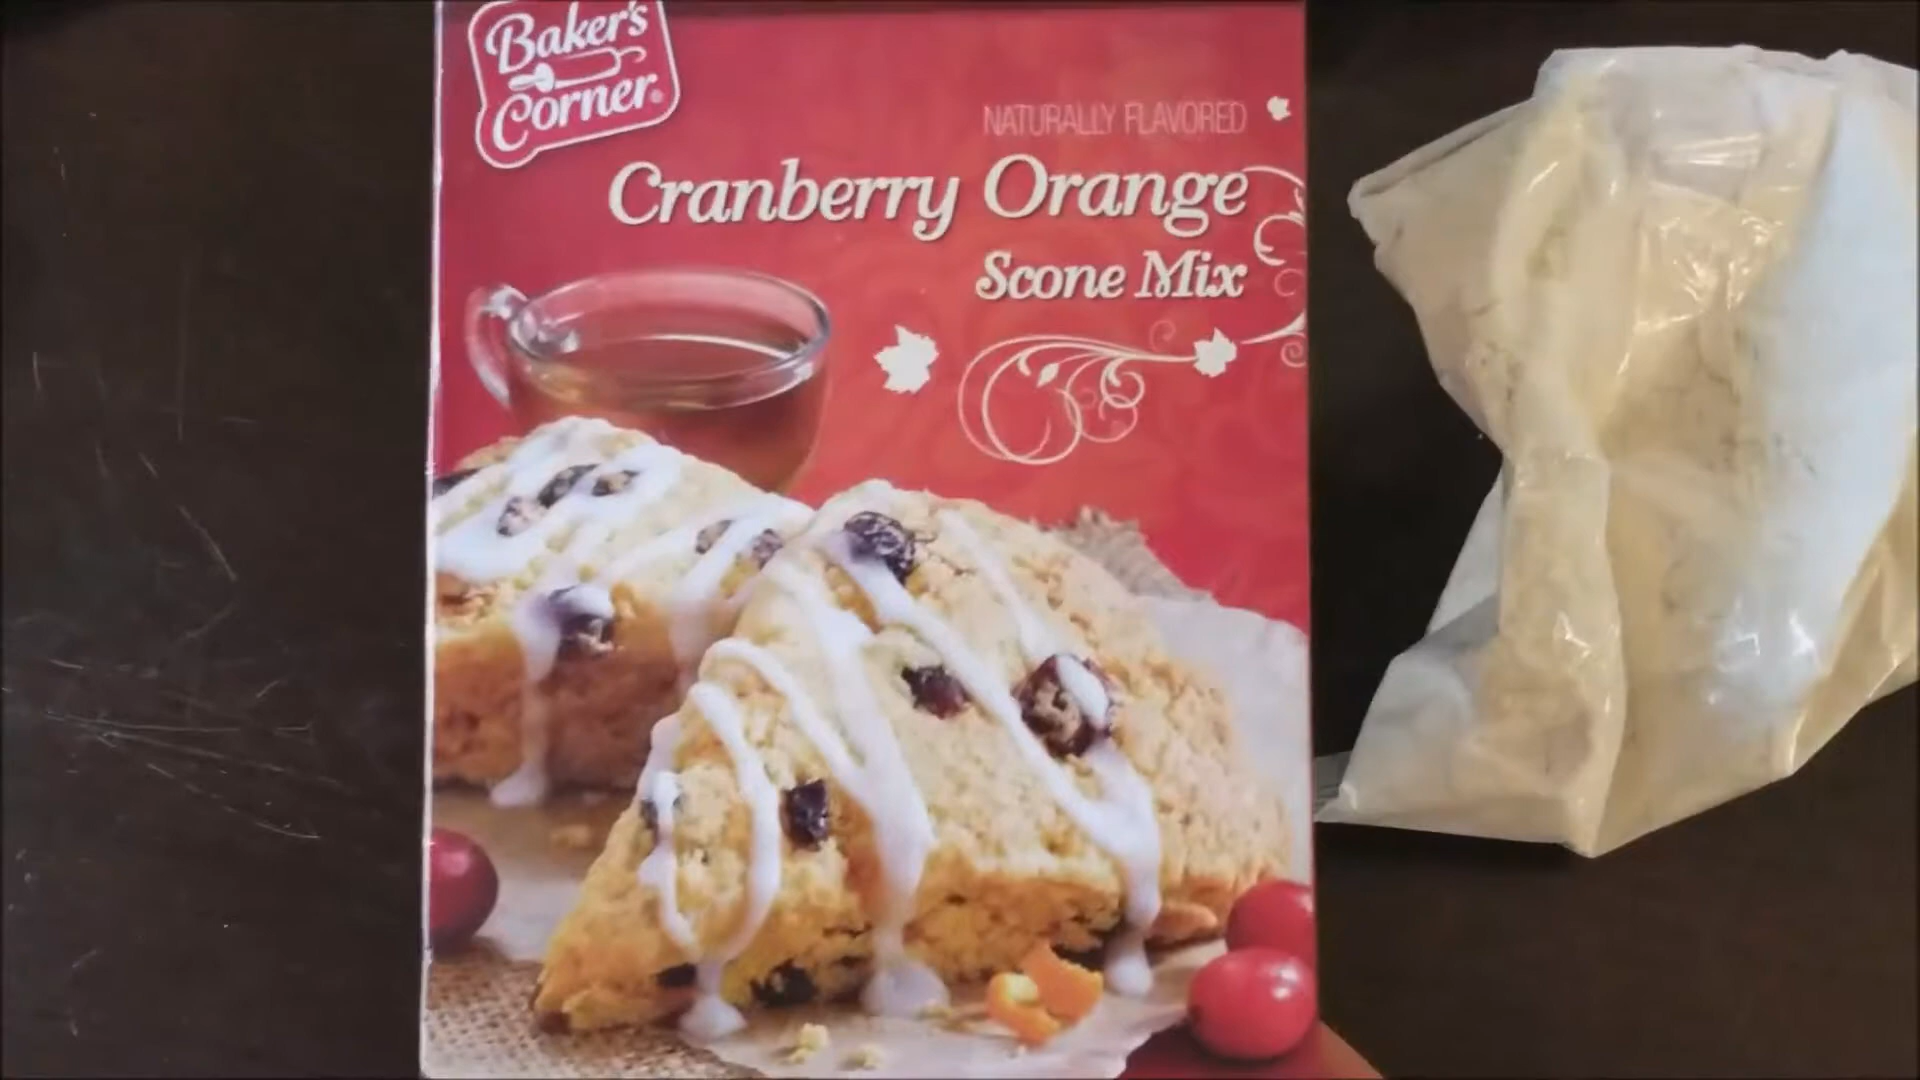 Baker's
Corner®
NATURALLY FLAVORED
Cranberry Orange
Scone Mix